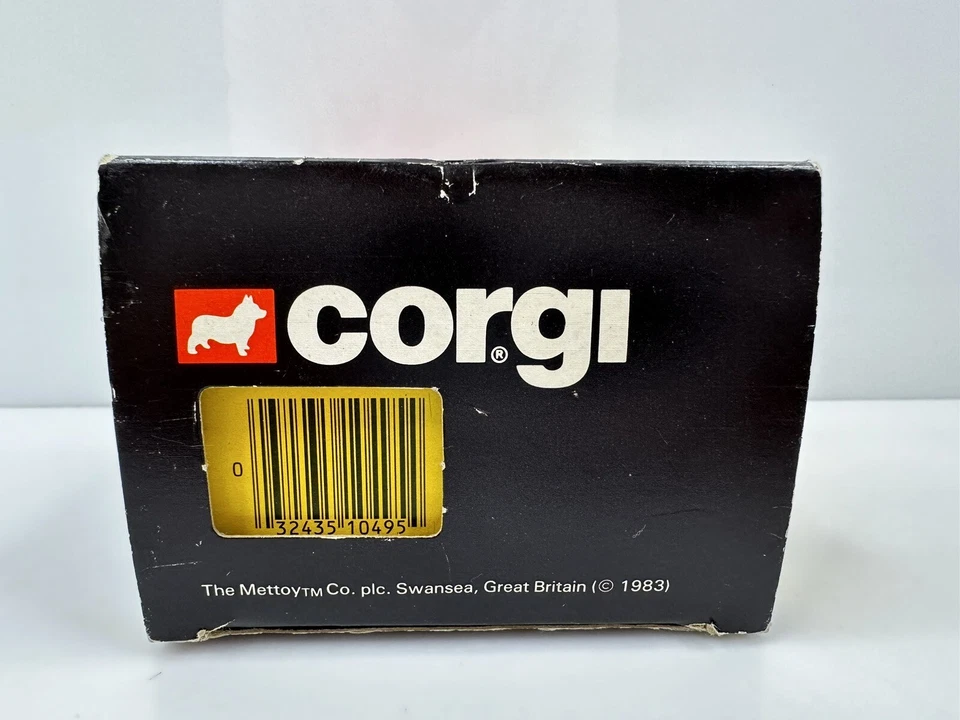 corgi®
0
32435 10495
The Mettoy™ Co. plc. Swansea, Great Britain (© 1983)